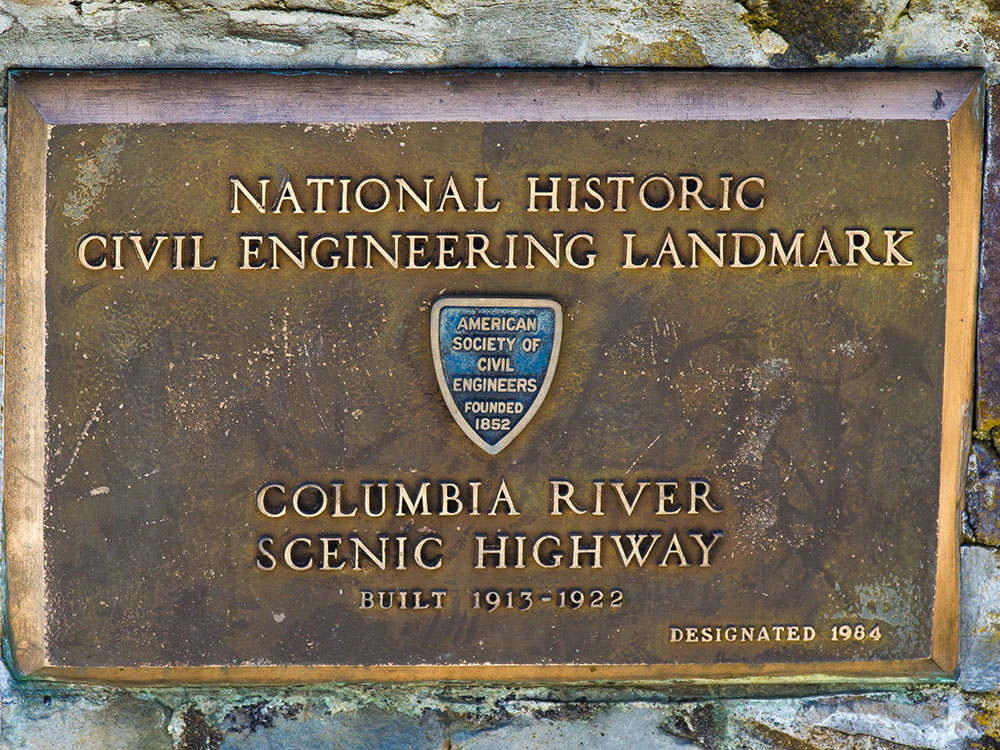 NATIONAL HISTORIC
CIVIL ENGINEERING LANDMARK
AMERICAN
SOCIETY OF
CIVIL
ENGINEERS
FOUNDED
1852
COLUMBIA RIVER
SCENIC HIGHWAY
BUILT 1913-1922
DESIGNATED 1984